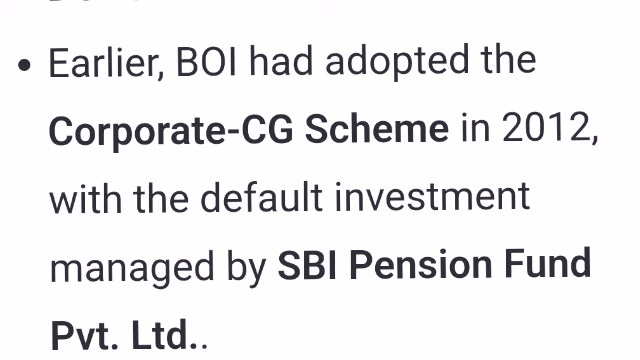 • Earlier, BOI had adopted the
Corporate-CG Scheme in 2012,
with the default investment
managed by SBI Pension Fund
Pvt. Ltd..